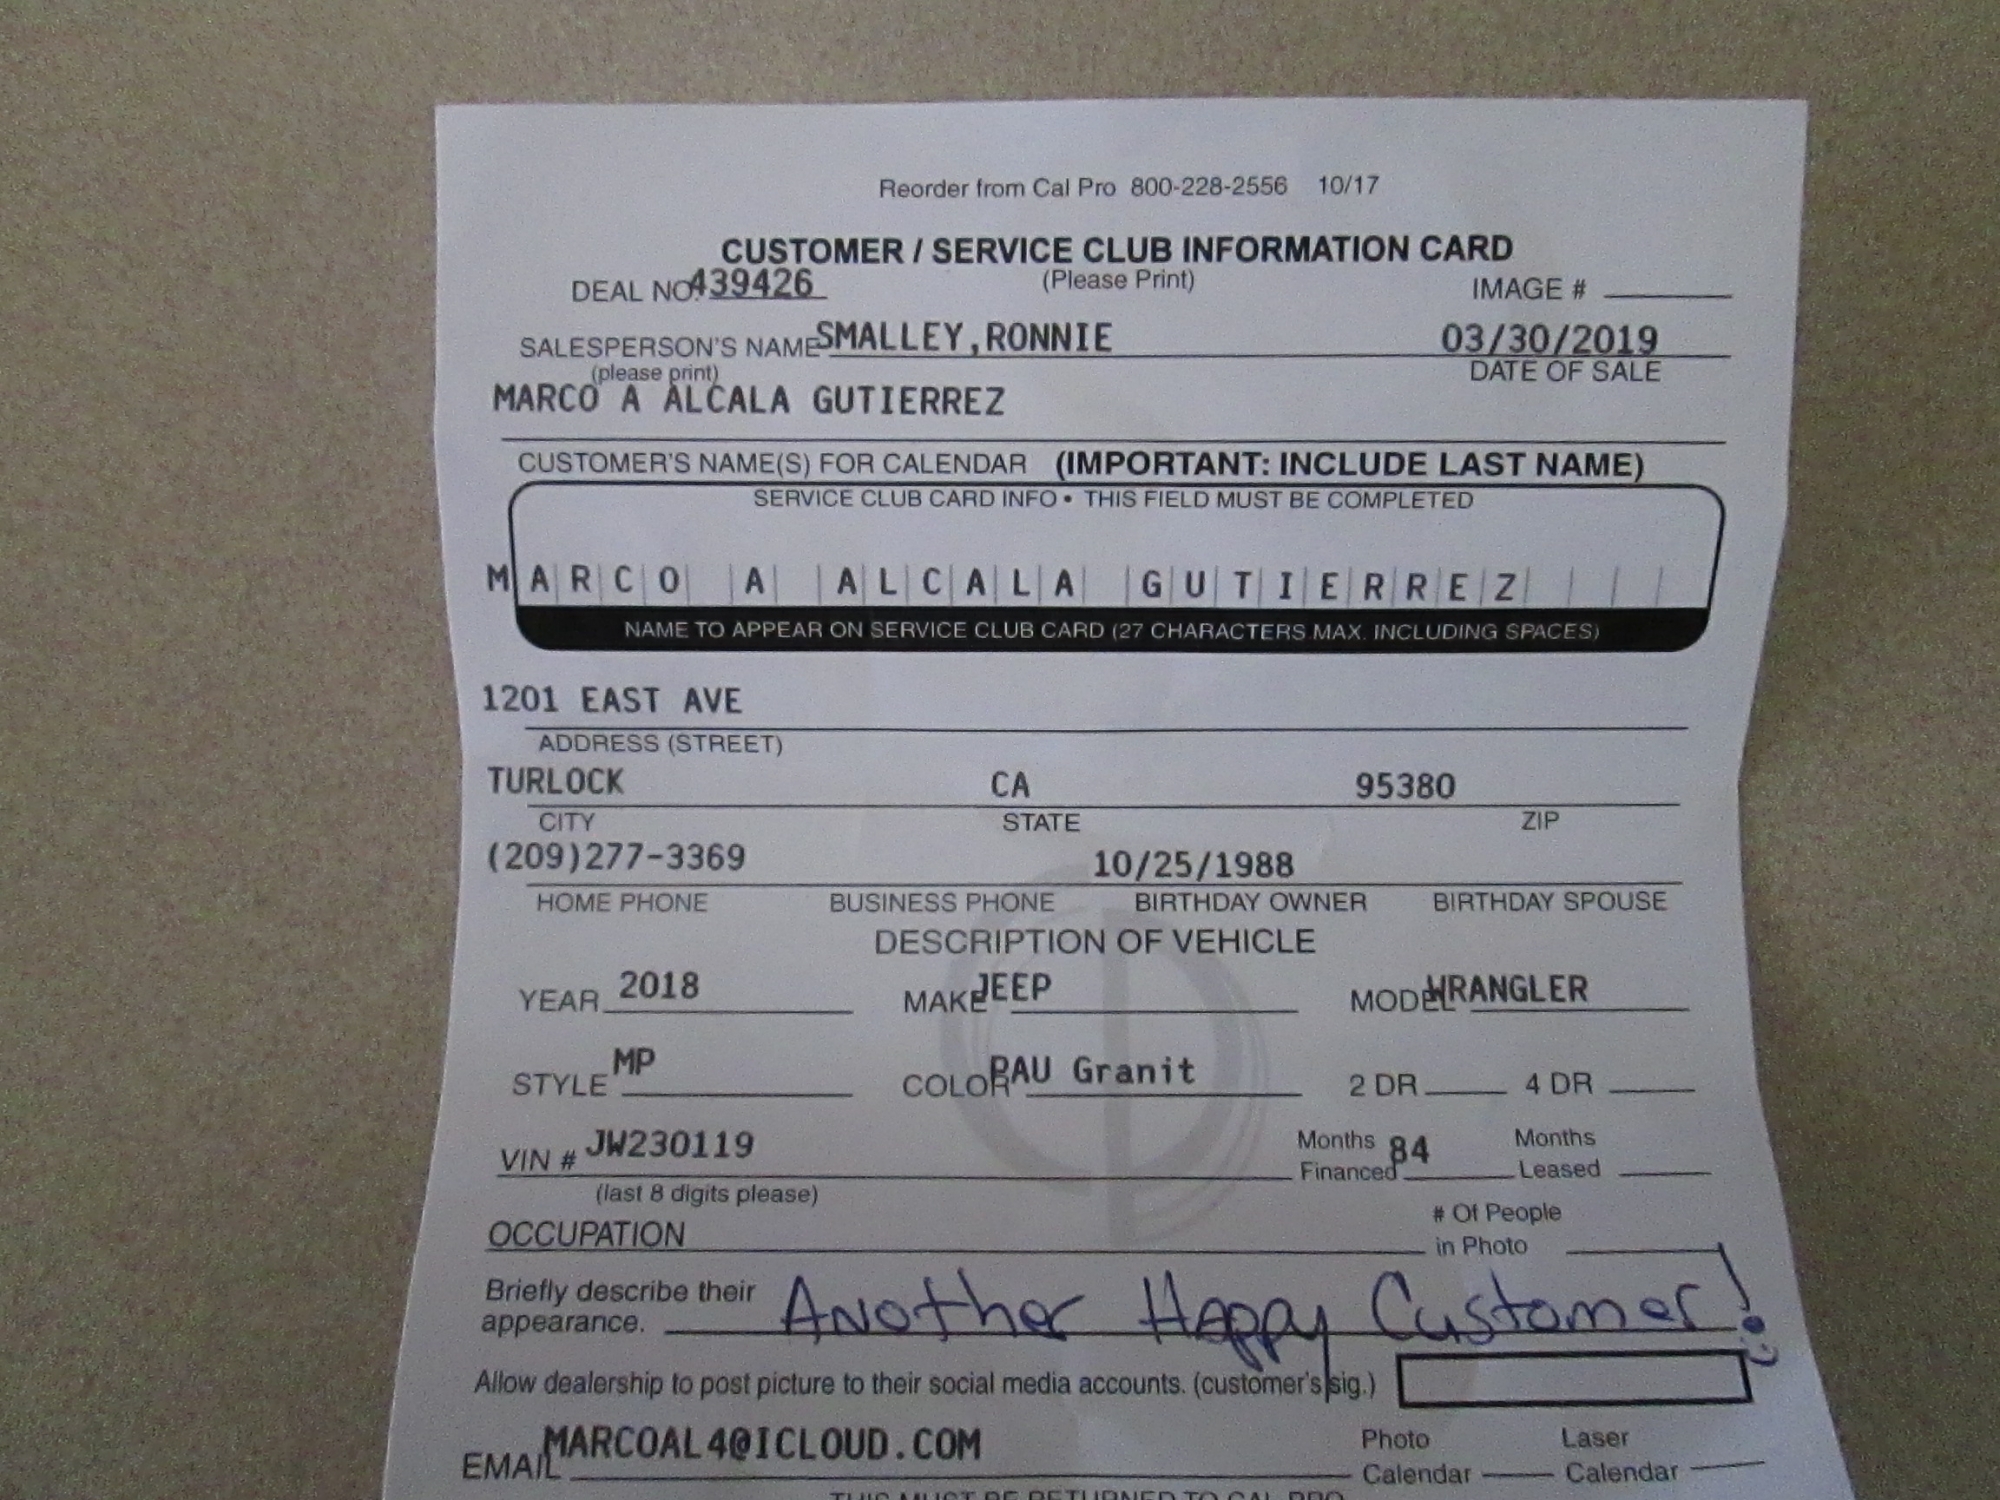 Reorder from Cal Pro 800-228-2556 10/17
CUSTOMER / SERVICE CLUB INFORMATION CARD
DEAL NO. 439426 (Please Print) IMAGE #
SALESPERSON'S NAME SMALLEY,RONNIE 03/30/2019
(please print) DATE OF SALE
MARCO A ALCALA GUTIERREZ
CUSTOMER'S NAME(S) FOR CALENDAR (IMPORTANT: INCLUDE LAST NAME)
SERVICE CLUB CARD INFO • THIS FIELD MUST BE COMPLETED
MARCO A ALCALA GUTIERREZ
NAME TO APPEAR ON SERVICE CLUB CARD (27 CHARACTERS MAX. INCLUDING SPACES)
1201 EAST AVE
ADDRESS (STREET)
TURLOCK CA 95380
CITY STATE ZIP
(209)277-3369 10/25/1988
HOME PHONE BUSINESS PHONE BIRTHDAY OWNER BIRTHDAY SPOUSE
DESCRIPTION OF VEHICLE
YEAR 2018 MAKE JEEP MODEL WRANGLER
STYLE MP COLOR PAU Granit 2 DR 4 DR
VIN # JW230119 Months Financed 84 Months Leased
(last 8 digits please)
OCCUPATION # Of People in Photo
Briefly describe their appearance. Another Happy Customer!
Allow dealership to post picture to their social media accounts. (customer's sig.)
EMAIL MARCOAL4@ICLOUD.COM Photo Calendar Laser Calendar
THIS MUST BE RETURNED TO CAL PRO